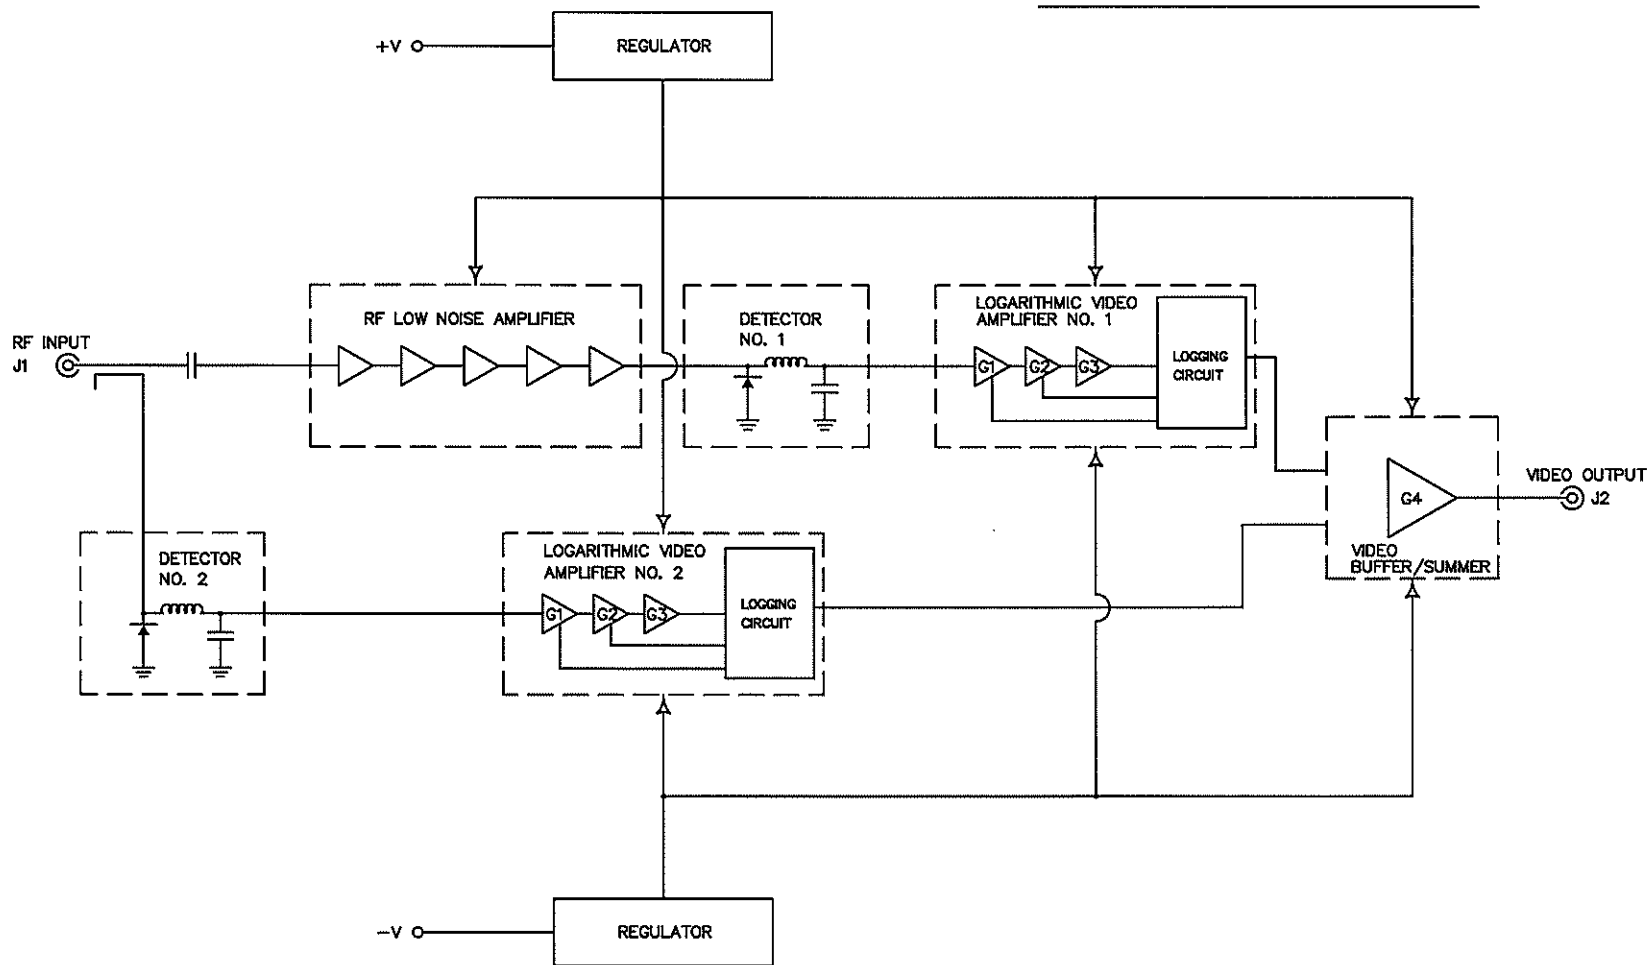 +V
REGULATOR
RF LOW NOISE AMPLIFIER
DETECTOR
NO. 1
LOGARITHMIC VIDEO
AMPLIFIER NO. 1
G1
G2
G3
LOGGING
CIRCUIT
RF INPUT
J1
G4
VIDEO
BUFFER/SUMMER
VIDEO OUTPUT
J2
DETECTOR
NO. 2
LOGARITHMIC VIDEO
AMPLIFIER NO. 2
G1
G2
G3
LOGGING
CIRCUIT
-V
REGULATOR